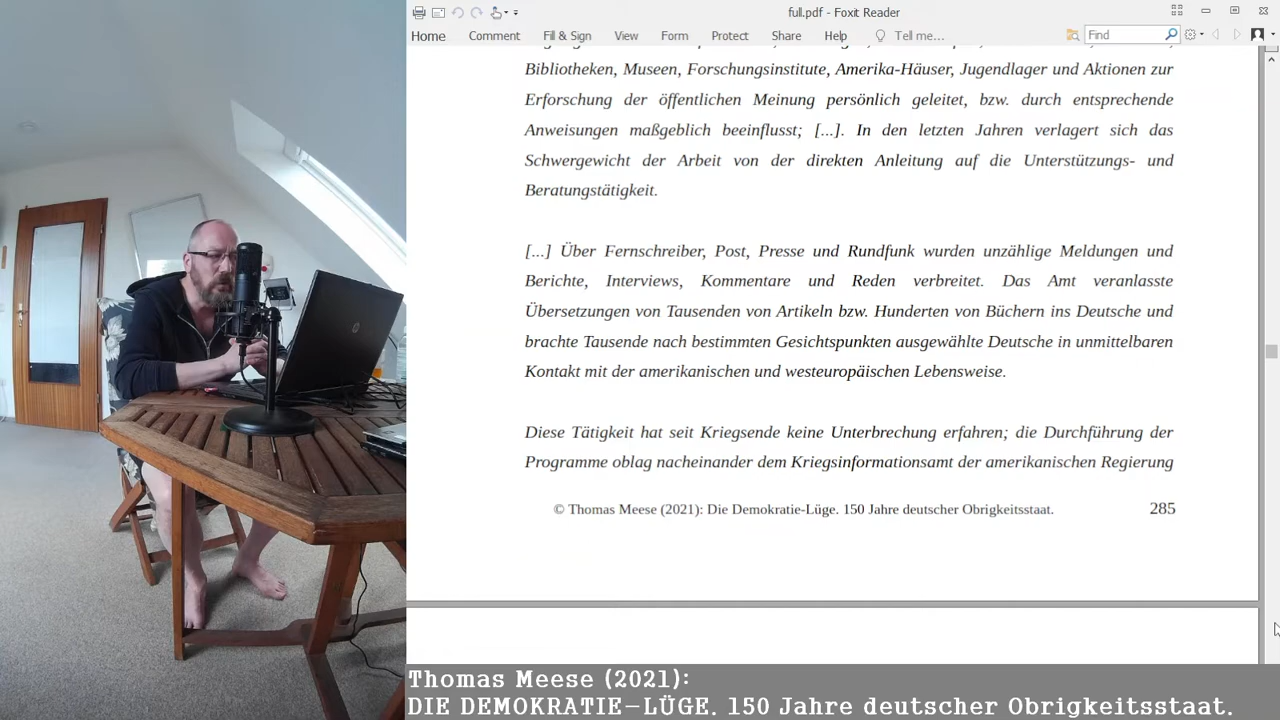 full.pdf - Foxit Reader
Home Comment Fill & Sign View Form Protect Share Help Tell me... Find
Bibliotheken, Museen, Forschungsinstitute, Amerika-Häuser, Jugendlager und Aktionen zur
Erforschung der öffentlichen Meinung persönlich geleitet, bzw. durch entsprechende
Anweisungen maßgeblich beeinflusst; [...]. In den letzten Jahren verlagert sich das
Schwergewicht der Arbeit von der direkten Anleitung auf die Unterstützungs- und
Beratungstätigkeit.
[...] Über Fernschreiber, Post, Presse und Rundfunk wurden unzählige Meldungen und
Berichte, Interviews, Kommentare und Reden verbreitet. Das Amt veranlasste
Übersetzungen von Tausenden von Artikeln bzw. Hunderten von Büchern ins Deutsche und
brachte Tausende nach bestimmten Gesichtspunkten ausgewählte Deutsche in unmittelbaren
Kontakt mit der amerikanischen und westeuropäischen Lebensweise.
Diese Tätigkeit hat seit Kriegsende keine Unterbrechung erfahren; die Durchführung der
Programme oblag nacheinander dem Kriegsinformationsamt der amerikanischen Regierung
© Thomas Meese (2021): Die Demokratie-Lüge. 150 Jahre deutscher Obrigkeitsstaat. 285
Thomas Meese (2021):
DIE DEMOKRATIE-LÜGE. 150 Jahre deutscher Obrigkeitsstaat.